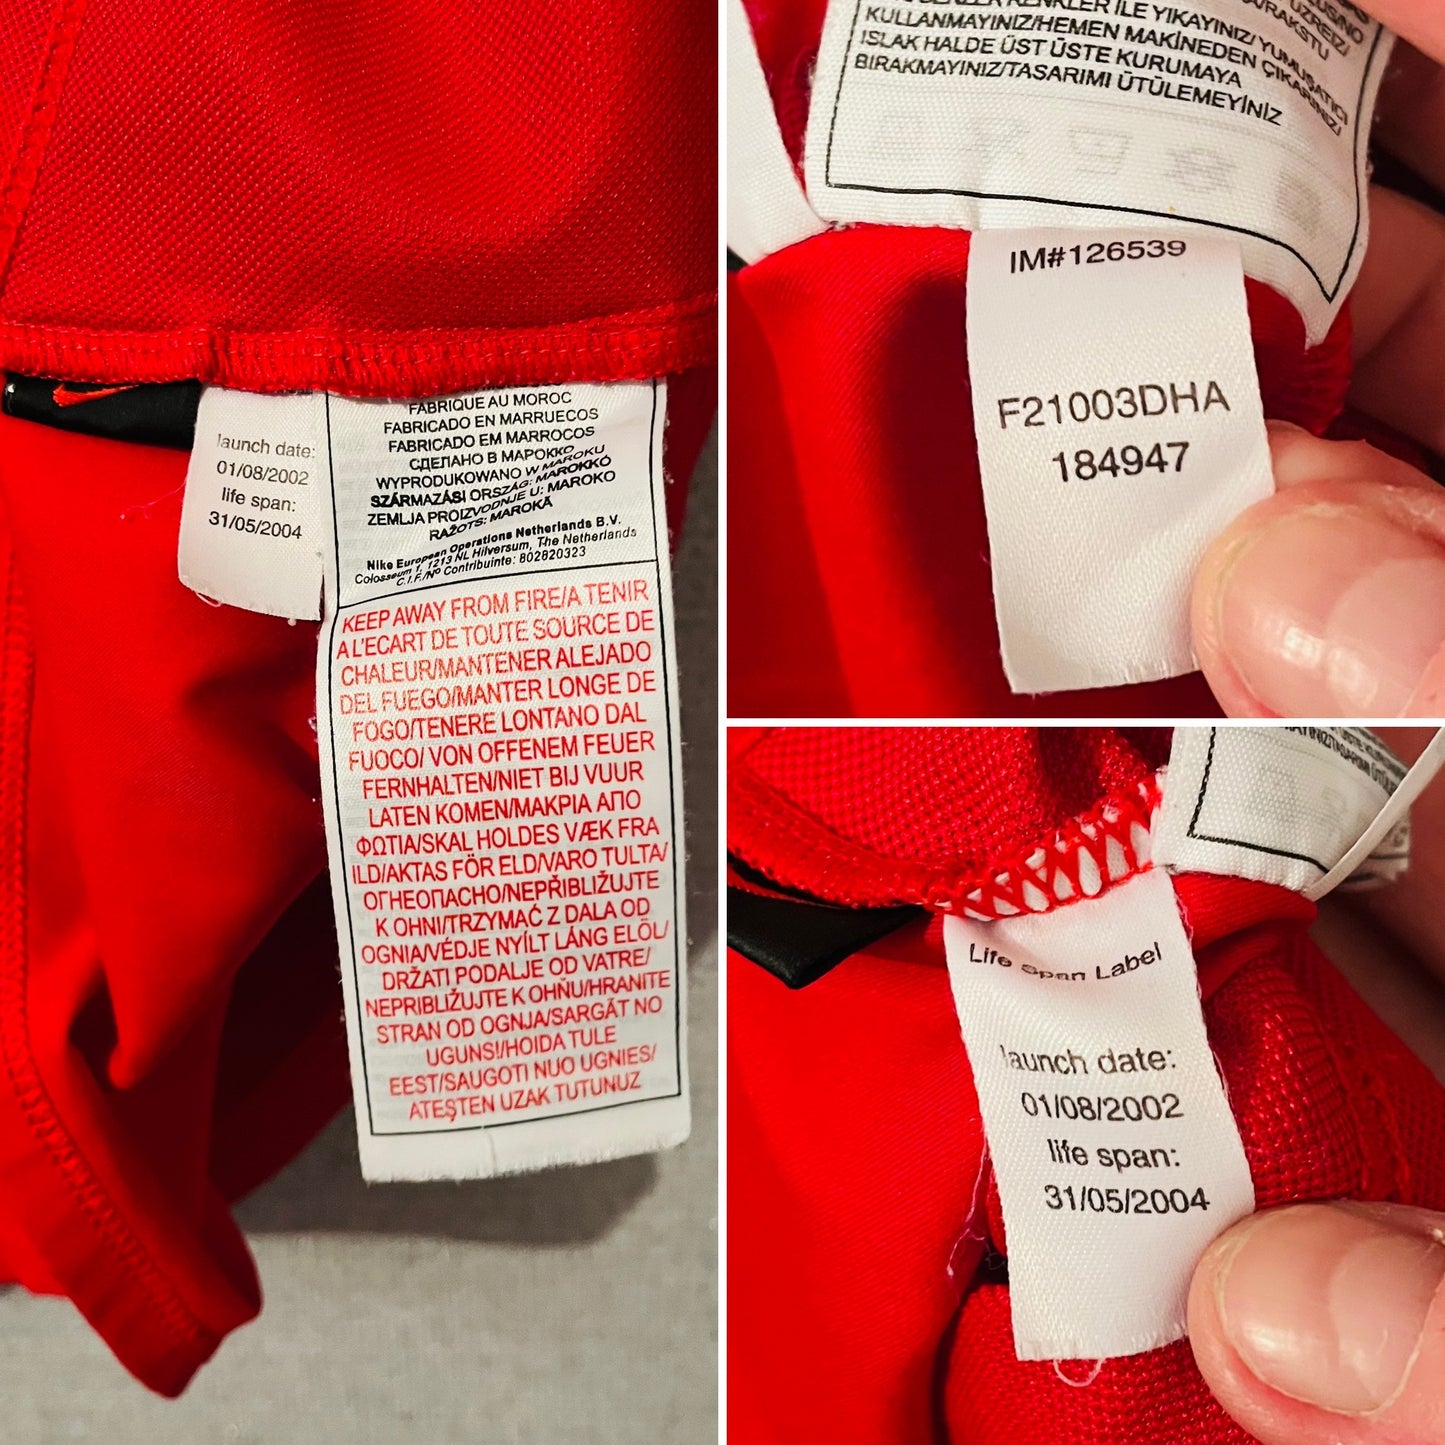 launch date:
01/08/2002
life span:
31/05/2004
FABRIQUE AU MOROC
FABRICADO EN MARRUECOS
FABRICADO EM MARROCOS
СДЕЛАНО В МАРОККО
WYPRODUKOWANO W MAROKU
SZÁRMAZÁSI ORSZÁG: MAROKKÓ
ZEMLJA PROIZVODNJE U: MAROKO
RAŽOTS: MAROKĀ
Nike European Operations Netherlands B.V.
Colosseum 1, 1213 NL Hilversum, The Netherlands
C.I.F./Nº Contribuinte: 802820323
KEEP AWAY FROM FIRE/A TENIR
A L'ECART DE TOUTE SOURCE DE
CHALEUR/MANTENER ALEJADO
DEL FUEGO/MANTER LONGE DE
FOGO/TENERE LONTANO DAL
FUOCO/ VON OFFENEM FEUER
FERNHALTEN/NIET BIJ VUUR
LATEN KOMEN/ΜΑΚΡΙΑ ΑΠΟ
ΦΩΤΙΑ/SKAL HOLDES VÆK FRA
ILD/AKTAS FÖR ELD/VARO TULTA/
ОГНЕОПАСНО/NEPŘIBLIŽUJTE
K OHNI/TRZYMAĆ Z DALA OD
OGNIA/VÉDJE NYÍLT LÁNG ELÖL/
DRŽATI PODALJE OD VATRE/
NEPRIBLIŽUJTE K OHŇU/HRANITE
STRAN OD OGNJA/SARGĀT NO
UGUNS!/HOIDA TULE
EEST/SAUGOTI NUO UGNIES/
ATEŞTEN UZAK TUTUNUZ
RENKLER İLE YIKAYINIZ/ YUMUŞATICI
KULLANMAYINIZ/HEMEN MAKİNEDEN ÇIKARINIZ/
ISLAK HALDE ÜST ÜSTE KURUMAYA
BIRAKMAYINIZ/TASARIMI ÜTÜLEMEYİNİZ
IM#126539
F21003DHA
184947
Life Span Label
launch date:
01/08/2002
life span:
31/05/2004